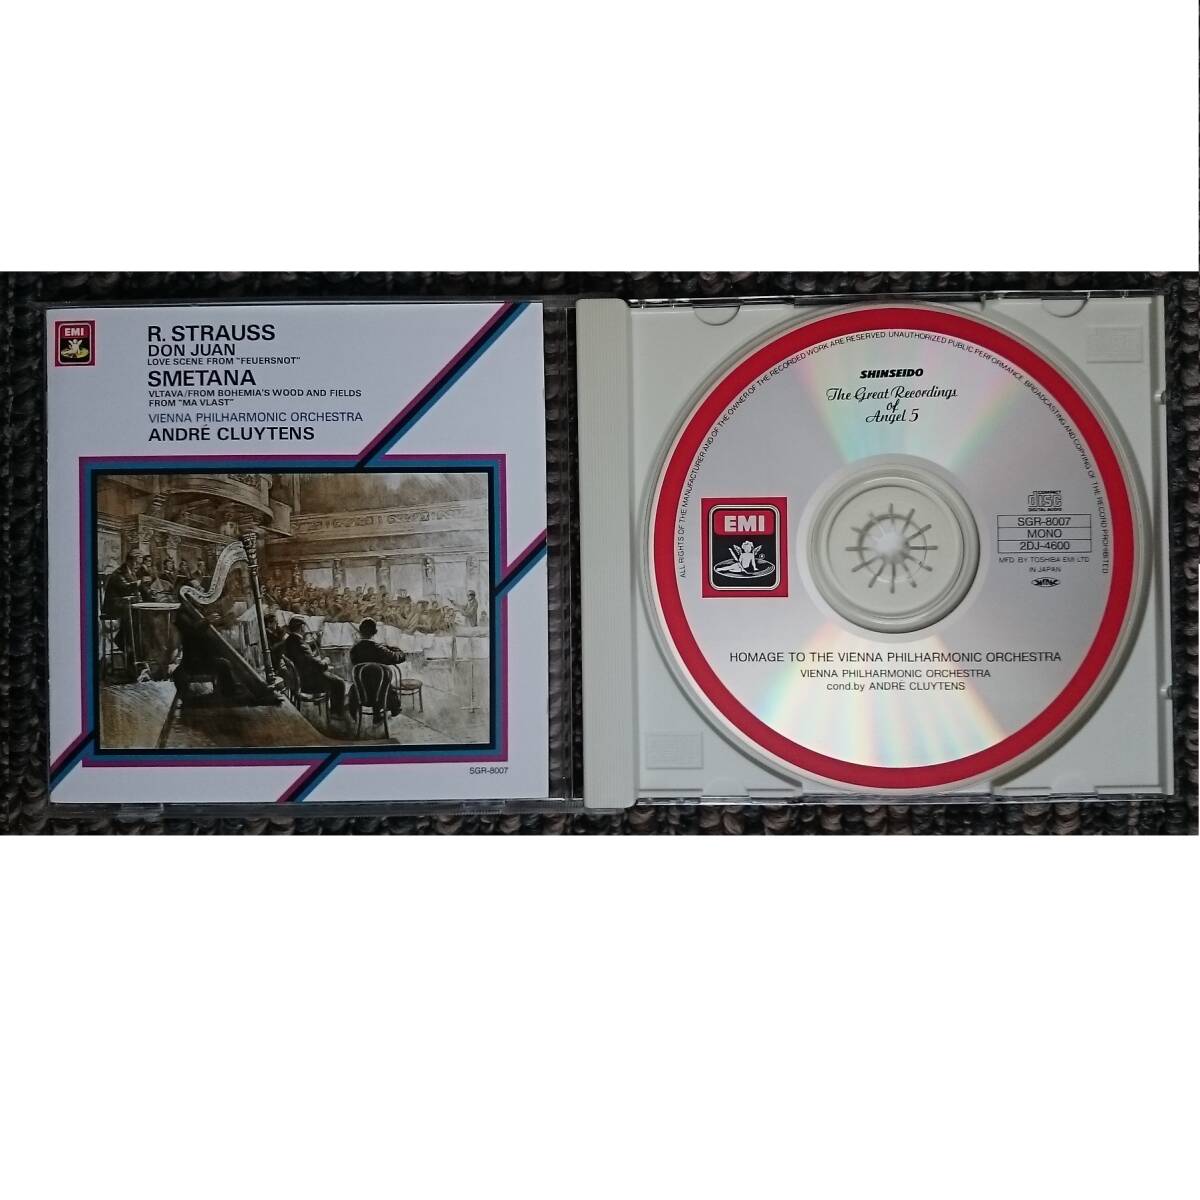 EMI
R. STRAUSS
DON JUAN
LOVE SCENE FROM "FEUERSNOT"
SMETANA
VLTAVA/FROM BOHEMIA'S WOOD AND FIELDS
FROM "MA VLAST"
VIENNA PHILHARMONIC ORCHESTRA
ANDRÉ CLUYTENS
SGR-8007
ALL RIGHTS OF THE MANUFACTURER AND OF THE OWNER OF THE RECORDED WORK ARE RESERVED. UNAUTHORIZED PUBLIC PERFORMANCE, BROADCASTING AND COPYING OF THE RECORD PROHIBITED
SHINSEIDO
The Great Recordings
of
Angel 5
EMI
COMPACT
disc
DIGITAL AUDIO
SGR-8007
MONO
2DJ-4600
MFD. BY TOSHIBA EMI LTD
IN JAPAN
HOMAGE TO THE VIENNA PHILHARMONIC ORCHESTRA
VIENNA PHILHARMONIC ORCHESTRA
cond.by ANDRÉ CLUYTENS